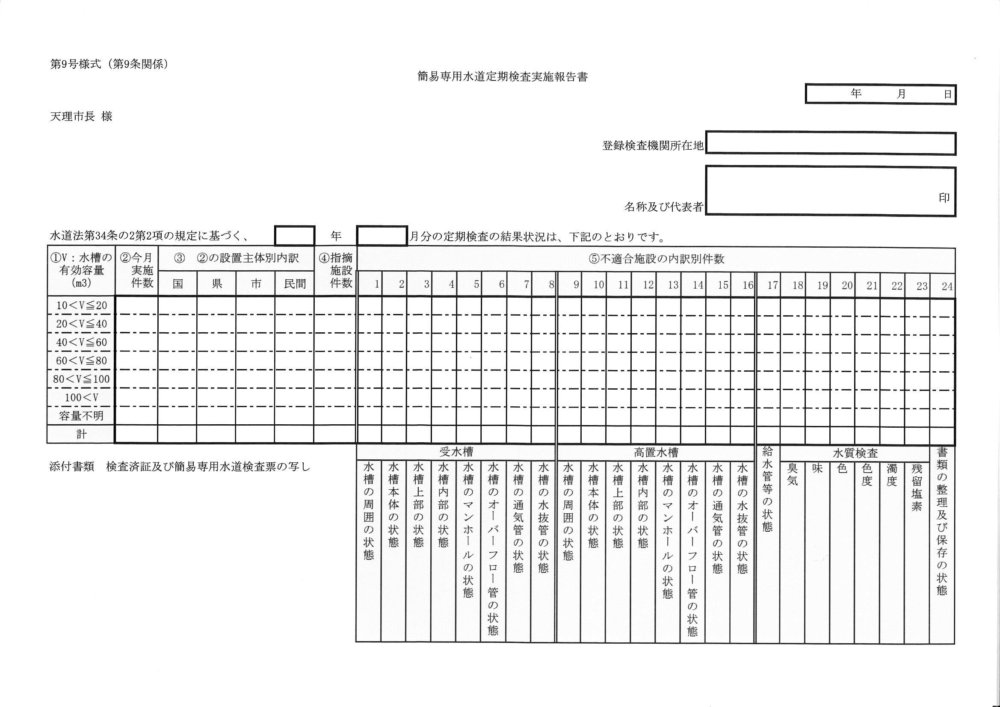 第9号様式（第9条関係）
簡易専用水道定期検査実施報告書
年 月 日
天理市長 様
登録検査機関所在地
名称及び代表者 印
水道法第34条の2第2項の規定に基づく、 年 月分の定期検査の結果状況は、下記のとおりです。
①V：水槽の有効容量(m3)
②今月実施件数
③ ②の設置主体別内訳
国 県 市 民間
④指摘施設件数
⑤不適合施設の内訳別件数
1 2 3 4 5 6 7 8 9 10 11 12 13 14 15 16 17 18 19 20 21 22 23 24
10＜V≦20
20＜V≦40
40＜V≦60
60＜V≦80
80＜V≦100
100＜V
容量不明
計
添付書類 検査済証及び簡易専用水道検査票の写し
受水槽
水槽の周囲の状態
水槽本体の状態
水槽上部の状態
水槽内部の状態
水槽のマンホールの状態
水槽のオーバーフロー管の状態
水槽の通気管の状態
水槽の水抜管の状態
高置水槽
水槽の周囲の状態
水槽本体の状態
水槽上部の状態
水槽内部の状態
水槽のマンホールの状態
水槽のオーバーフロー管の状態
水槽の通気管の状態
水槽の水抜管の状態
給水管等の状態
水質検査
臭気
味
色
色度
濁度
残留塩素
書類の整理及び保存の状態